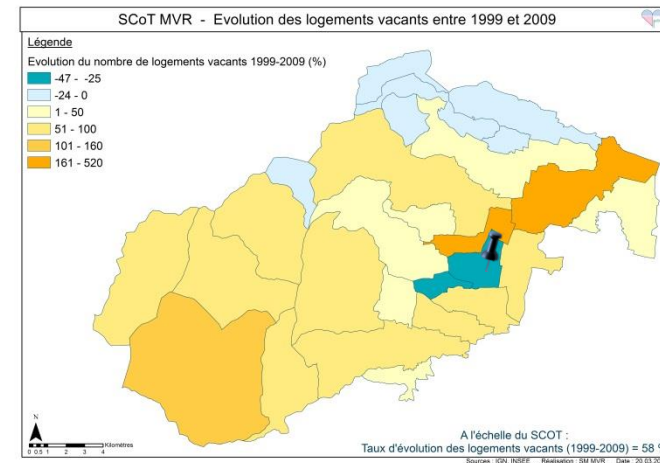 SCoT MVR - Evolution des logements vacants entre 1999 et 2009
Légende
Evolution du nombre de logements vacants 1999-2009 (%)
-47 - -25
-24 - 0
1 - 50
51 - 100
101 - 160
161 - 520
N
0 0.5 1 2 3 4
Kilomètres
A l'échelle du SCOT :
Taux d'évolution des logements vacants (1999-2009) = 58
Sources : IGN, INSEE Réalisation : SM MVR Date :